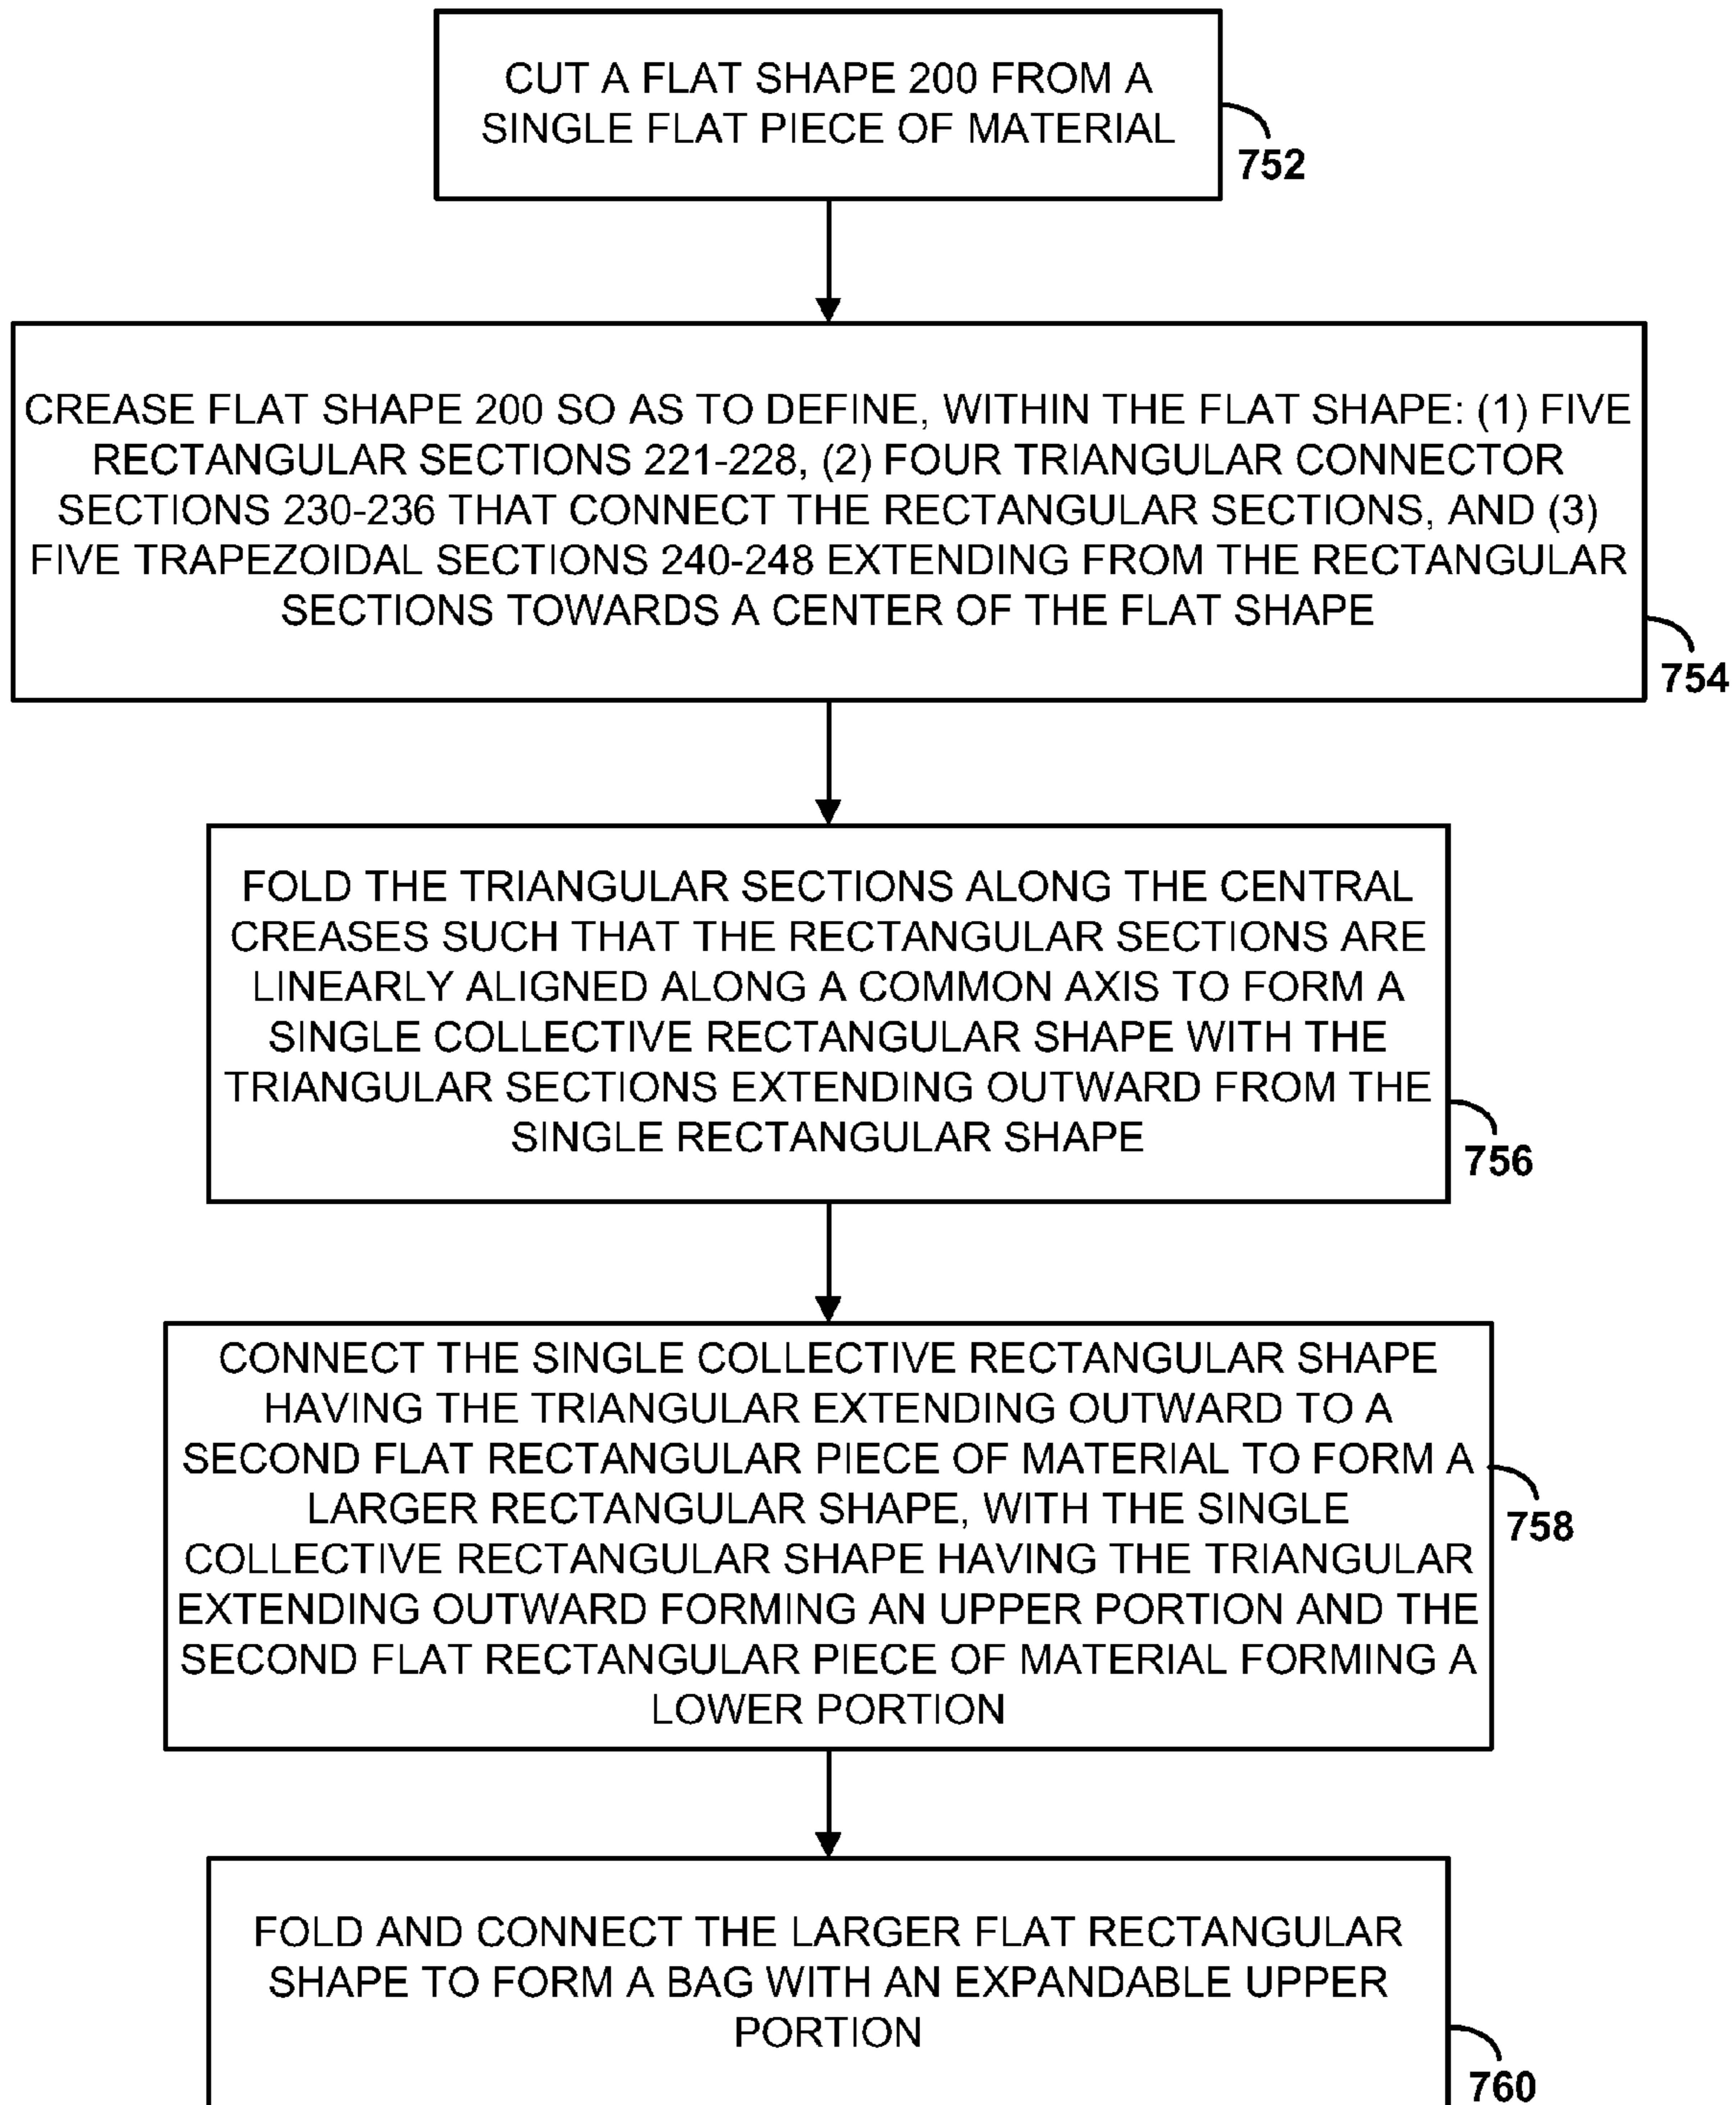 CUT A FLAT SHAPE 200 FROM A
SINGLE FLAT PIECE OF MATERIAL
752
CREASE FLAT SHAPE 200 SO AS TO DEFINE, WITHIN THE FLAT SHAPE: (1) FIVE
RECTANGULAR SECTIONS 221-228, (2) FOUR TRIANGULAR CONNECTOR
SECTIONS 230-236 THAT CONNECT THE RECTANGULAR SECTIONS, AND (3)
FIVE TRAPEZOIDAL SECTIONS 240-248 EXTENDING FROM THE RECTANGULAR
SECTIONS TOWARDS A CENTER OF THE FLAT SHAPE
754
FOLD THE TRIANGULAR SECTIONS ALONG THE CENTRAL
CREASES SUCH THAT THE RECTANGULAR SECTIONS ARE
LINEARLY ALIGNED ALONG A COMMON AXIS TO FORM A
SINGLE COLLECTIVE RECTANGULAR SHAPE WITH THE
TRIANGULAR SECTIONS EXTENDING OUTWARD FROM THE
SINGLE RECTANGULAR SHAPE
756
CONNECT THE SINGLE COLLECTIVE RECTANGULAR SHAPE
HAVING THE TRIANGULAR EXTENDING OUTWARD TO A
SECOND FLAT RECTANGULAR PIECE OF MATERIAL TO FORM A
LARGER RECTANGULAR SHAPE, WITH THE SINGLE
COLLECTIVE RECTANGULAR SHAPE HAVING THE TRIANGULAR
EXTENDING OUTWARD FORMING AN UPPER PORTION AND THE
SECOND FLAT RECTANGULAR PIECE OF MATERIAL FORMING A
LOWER PORTION
758
FOLD AND CONNECT THE LARGER FLAT RECTANGULAR
SHAPE TO FORM A BAG WITH AN EXPANDABLE UPPER
PORTION
760